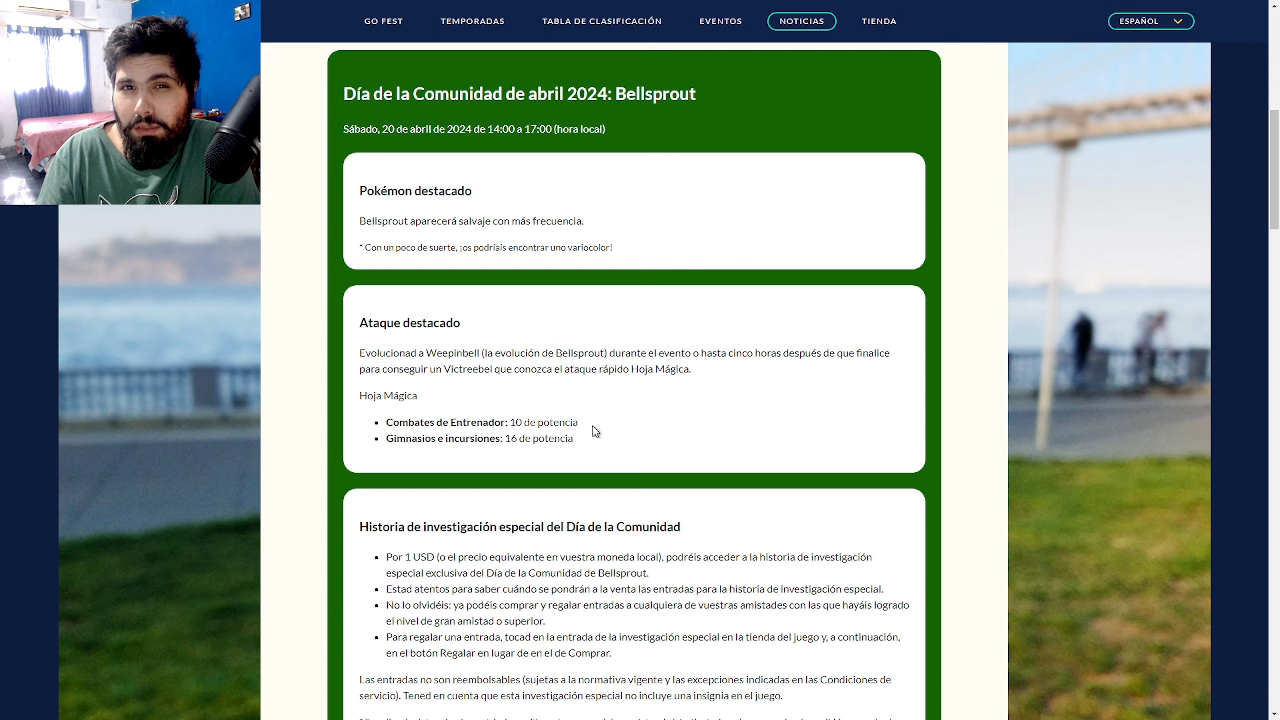 GO FEST TEMPORADAS TABLA DE CLASIFICACIÓN EVENTOS NOTICIAS TIENDA ESPAÑOL
Día de la Comunidad de abril 2024: Bellsprout
Sábado, 20 de abril de 2024 de 14:00 a 17:00 (hora local)
Pokémon destacado
Bellsprout aparecerá salvaje con más frecuencia.
* Con un poco de suerte, ¡os podríais encontrar uno variocolor!
Ataque destacado
Evolucionad a Weepinbell (la evolución de Bellsprout) durante el evento o hasta cinco horas después de que finalice
para conseguir un Victreebel que conozca el ataque rápido Hoja Mágica.
Hoja Mágica
• Combates de Entrenador: 10 de potencia
• Gimnasios e incursiones: 16 de potencia
Historia de investigación especial del Día de la Comunidad
• Por 1 USD (o el precio equivalente en vuestra moneda local), podréis acceder a la historia de investigación
especial exclusiva del Día de la Comunidad de Bellsprout.
• Estad atentos para saber cuándo se pondrán a la venta las entradas para la historia de investigación especial.
• No lo olvidéis: ya podéis comprar y regalar entradas a cualquiera de vuestras amistades con las que hayáis logrado
el nivel de gran amistad o superior.
• Para regalar una entrada, tocad en la entrada de la investigación especial en la tienda del juego y, a continuación,
en el botón Regalar en lugar de en el de Comprar.
Las entradas no son reembolsables (sujetas a la normativa vigente y las excepciones indicadas en las Condiciones de
servicio). Tened en cuenta que esta investigación especial no incluye una insignia en el juego.